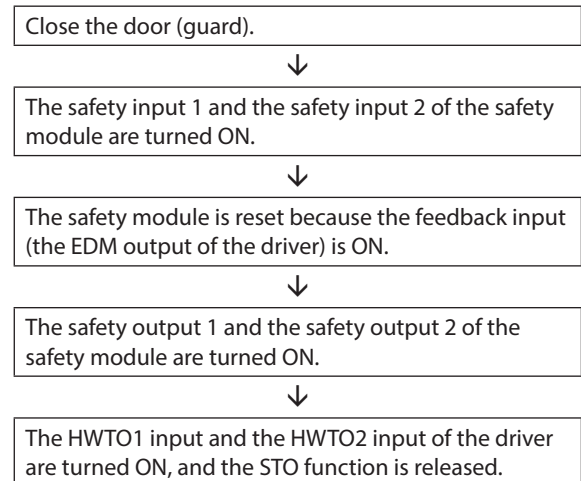 Close the door (guard).
The safety input 1 and the safety input 2 of the safety
module are turned ON.
The safety module is reset because the feedback input
(the EDM output of the driver) is ON.
The safety output 1 and the safety output 2 of the
safety module are turned ON.
The HWTO1 input and the HWTO2 input of the driver
are turned ON, and the STO function is released.